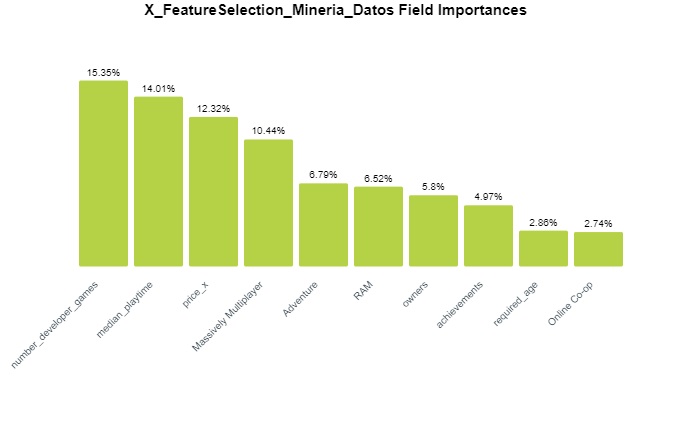 X_FeatureSelection_Mineria_Datos Field Importances
15.35%
14.01%
12.32%
10.44%
6.79%
6.52%
5.8%
4.97%
2.86%
2.74%
number_developer_games
median_playtime
price_x
Massively Multiplayer
Adventure
RAM
owners
achievements
required_age
Online Co-op